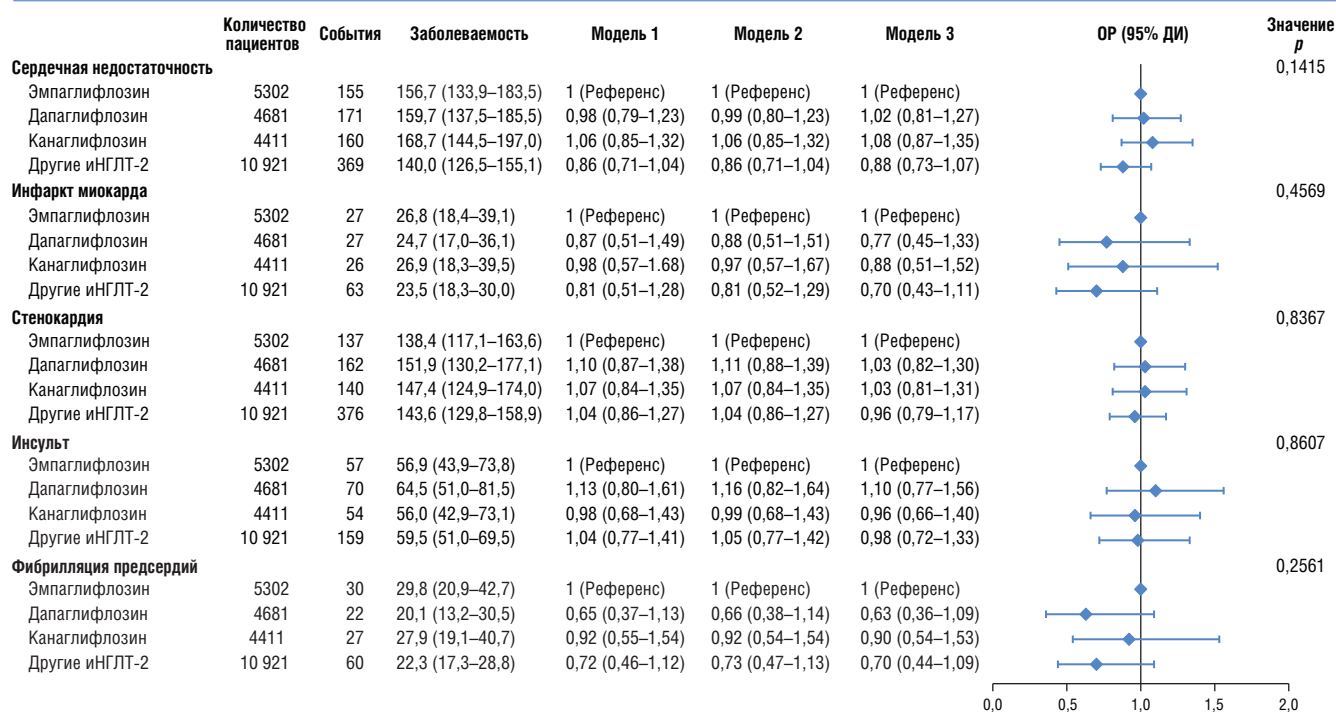 Количество пациентов События Заболеваемость Модель 1 Модель 2 Модель 3 ОР (95% ДИ) Значение p
Сердечная недостаточность 0,1415
Эмпаглифлозин 5302 155 156,7 (133,9–183,5) 1 (Референс) 1 (Референс) 1 (Референс)
Дапаглифлозин 4681 171 159,7 (137,5–185,5) 0,98 (0,79–1,23) 0,99 (0,80–1,23) 1,02 (0,81–1,27)
Канаглифлозин 4411 160 168,7 (144,5–197,0) 1,06 (0,85–1,32) 1,06 (0,85–1,32) 1,08 (0,87–1,35)
Другие иНГЛТ-2 10 921 369 140,0 (126,5–155,1) 0,86 (0,71–1,04) 0,86 (0,71–1,04) 0,88 (0,73–1,07)
Инфаркт миокарда 0,4569
Эмпаглифлозин 5302 27 26,8 (18,4–39,1) 1 (Референс) 1 (Референс) 1 (Референс)
Дапаглифлозин 4681 27 24,7 (17,0–36,1) 0,87 (0,51–1,49) 0,88 (0,51–1,51) 0,77 (0,45–1,33)
Канаглифлозин 4411 26 26,9 (18,3–39,5) 0,98 (0,57–1.68) 0,97 (0,57–1,67) 0,88 (0,51–1,52)
Другие иНГЛТ-2 10 921 63 23,5 (18,3–30,0) 0,81 (0,51–1,28) 0,81 (0,52–1,29) 0,70 (0,43–1,11)
Стенокардия 0,8367
Эмпаглифлозин 5302 137 138,4 (117,1–163,6) 1 (Референс) 1 (Референс) 1 (Референс)
Дапаглифлозин 4681 162 151,9 (130,2–177,1) 1,10 (0,87–1,38) 1,11 (0,88–1,39) 1,03 (0,82–1,30)
Канаглифлозин 4411 140 147,4 (124,9–174,0) 1,07 (0,84–1,35) 1,07 (0,84–1,35) 1,03 (0,81–1,31)
Другие иНГЛТ-2 10 921 376 143,6 (129,8–158,9) 1,04 (0,86–1,27) 1,04 (0,86–1,27) 0,96 (0,79–1,17)
Инсульт 0,8607
Эмпаглифлозин 5302 57 56,9 (43,9–73,8) 1 (Референс) 1 (Референс) 1 (Референс)
Дапаглифлозин 4681 70 64,5 (51,0–81,5) 1,13 (0,80–1,61) 1,16 (0,82–1,64) 1,10 (0,77–1,56)
Канаглифлозин 4411 54 56,0 (42,9–73,1) 0,98 (0,68–1,43) 0,99 (0,68–1,43) 0,96 (0,66–1,40)
Другие иНГЛТ-2 10 921 159 59,5 (51,0–69,5) 1,04 (0,77–1,41) 1,05 (0,77–1,42) 0,98 (0,72–1,33)
Фибрилляция предсердий 0,2561
Эмпаглифлозин 5302 30 29,8 (20,9–42,7) 1 (Референс) 1 (Референс) 1 (Референс)
Дапаглифлозин 4681 22 20,1 (13,2–30,5) 0,65 (0,37–1,13) 0,66 (0,38–1,14) 0,63 (0,36–1,09)
Канаглифлозин 4411 27 27,9 (19,1–40,7) 0,92 (0,55–1,54) 0,92 (0,54–1,54) 0,90 (0,54–1,53)
Другие иНГЛТ-2 10 921 60 22,3 (17,3–28,8) 0,72 (0,46–1,12) 0,73 (0,47–1,13) 0,70 (0,44–1,09)
0,0 0,5 1,0 1,5 2,0